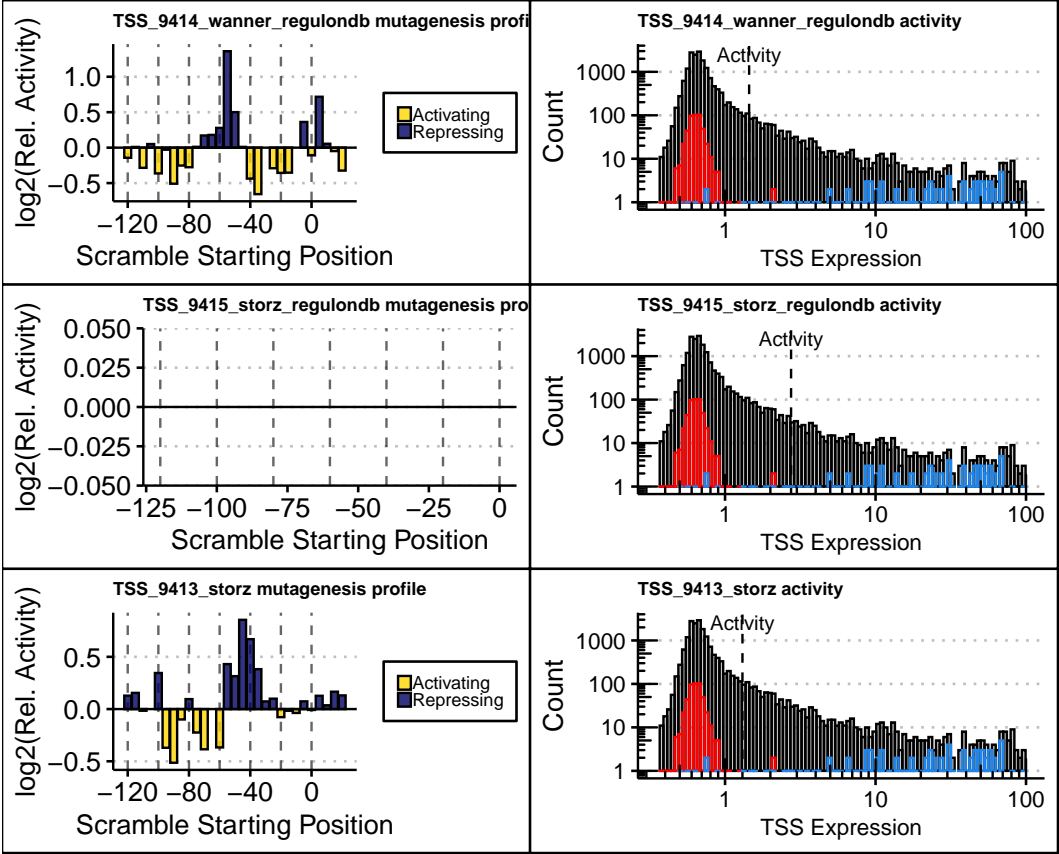 TSS_9414_wanner_regulondb mutagenesis profi
log2(Rel. Activity)
1.0
0.5
0.0
−0.5
−120 −80 −40 0
Scramble Starting Position
Activating
Repressing
TSS_9414_wanner_regulondb activity
Activity
Count
1000
100
10
1
1 10 100
TSS Expression
TSS_9415_storz_regulondb mutagenesis pro
log2(Rel. Activity)
0.050
0.025
0.000
−0.025
−0.050
−125 −100 −75 −50 −25 0
Scramble Starting Position
TSS_9415_storz_regulondb activity
Activity
Count
1000
100
10
1
1 10 100
TSS Expression
TSS_9413_storz mutagenesis profile
log2(Rel. Activity)
0.5
0.0
−0.5
−120 −80 −40 0
Scramble Starting Position
Activating
Repressing
TSS_9413_storz activity
Activity
Count
1000
100
10
1
1 10 100
TSS Expression